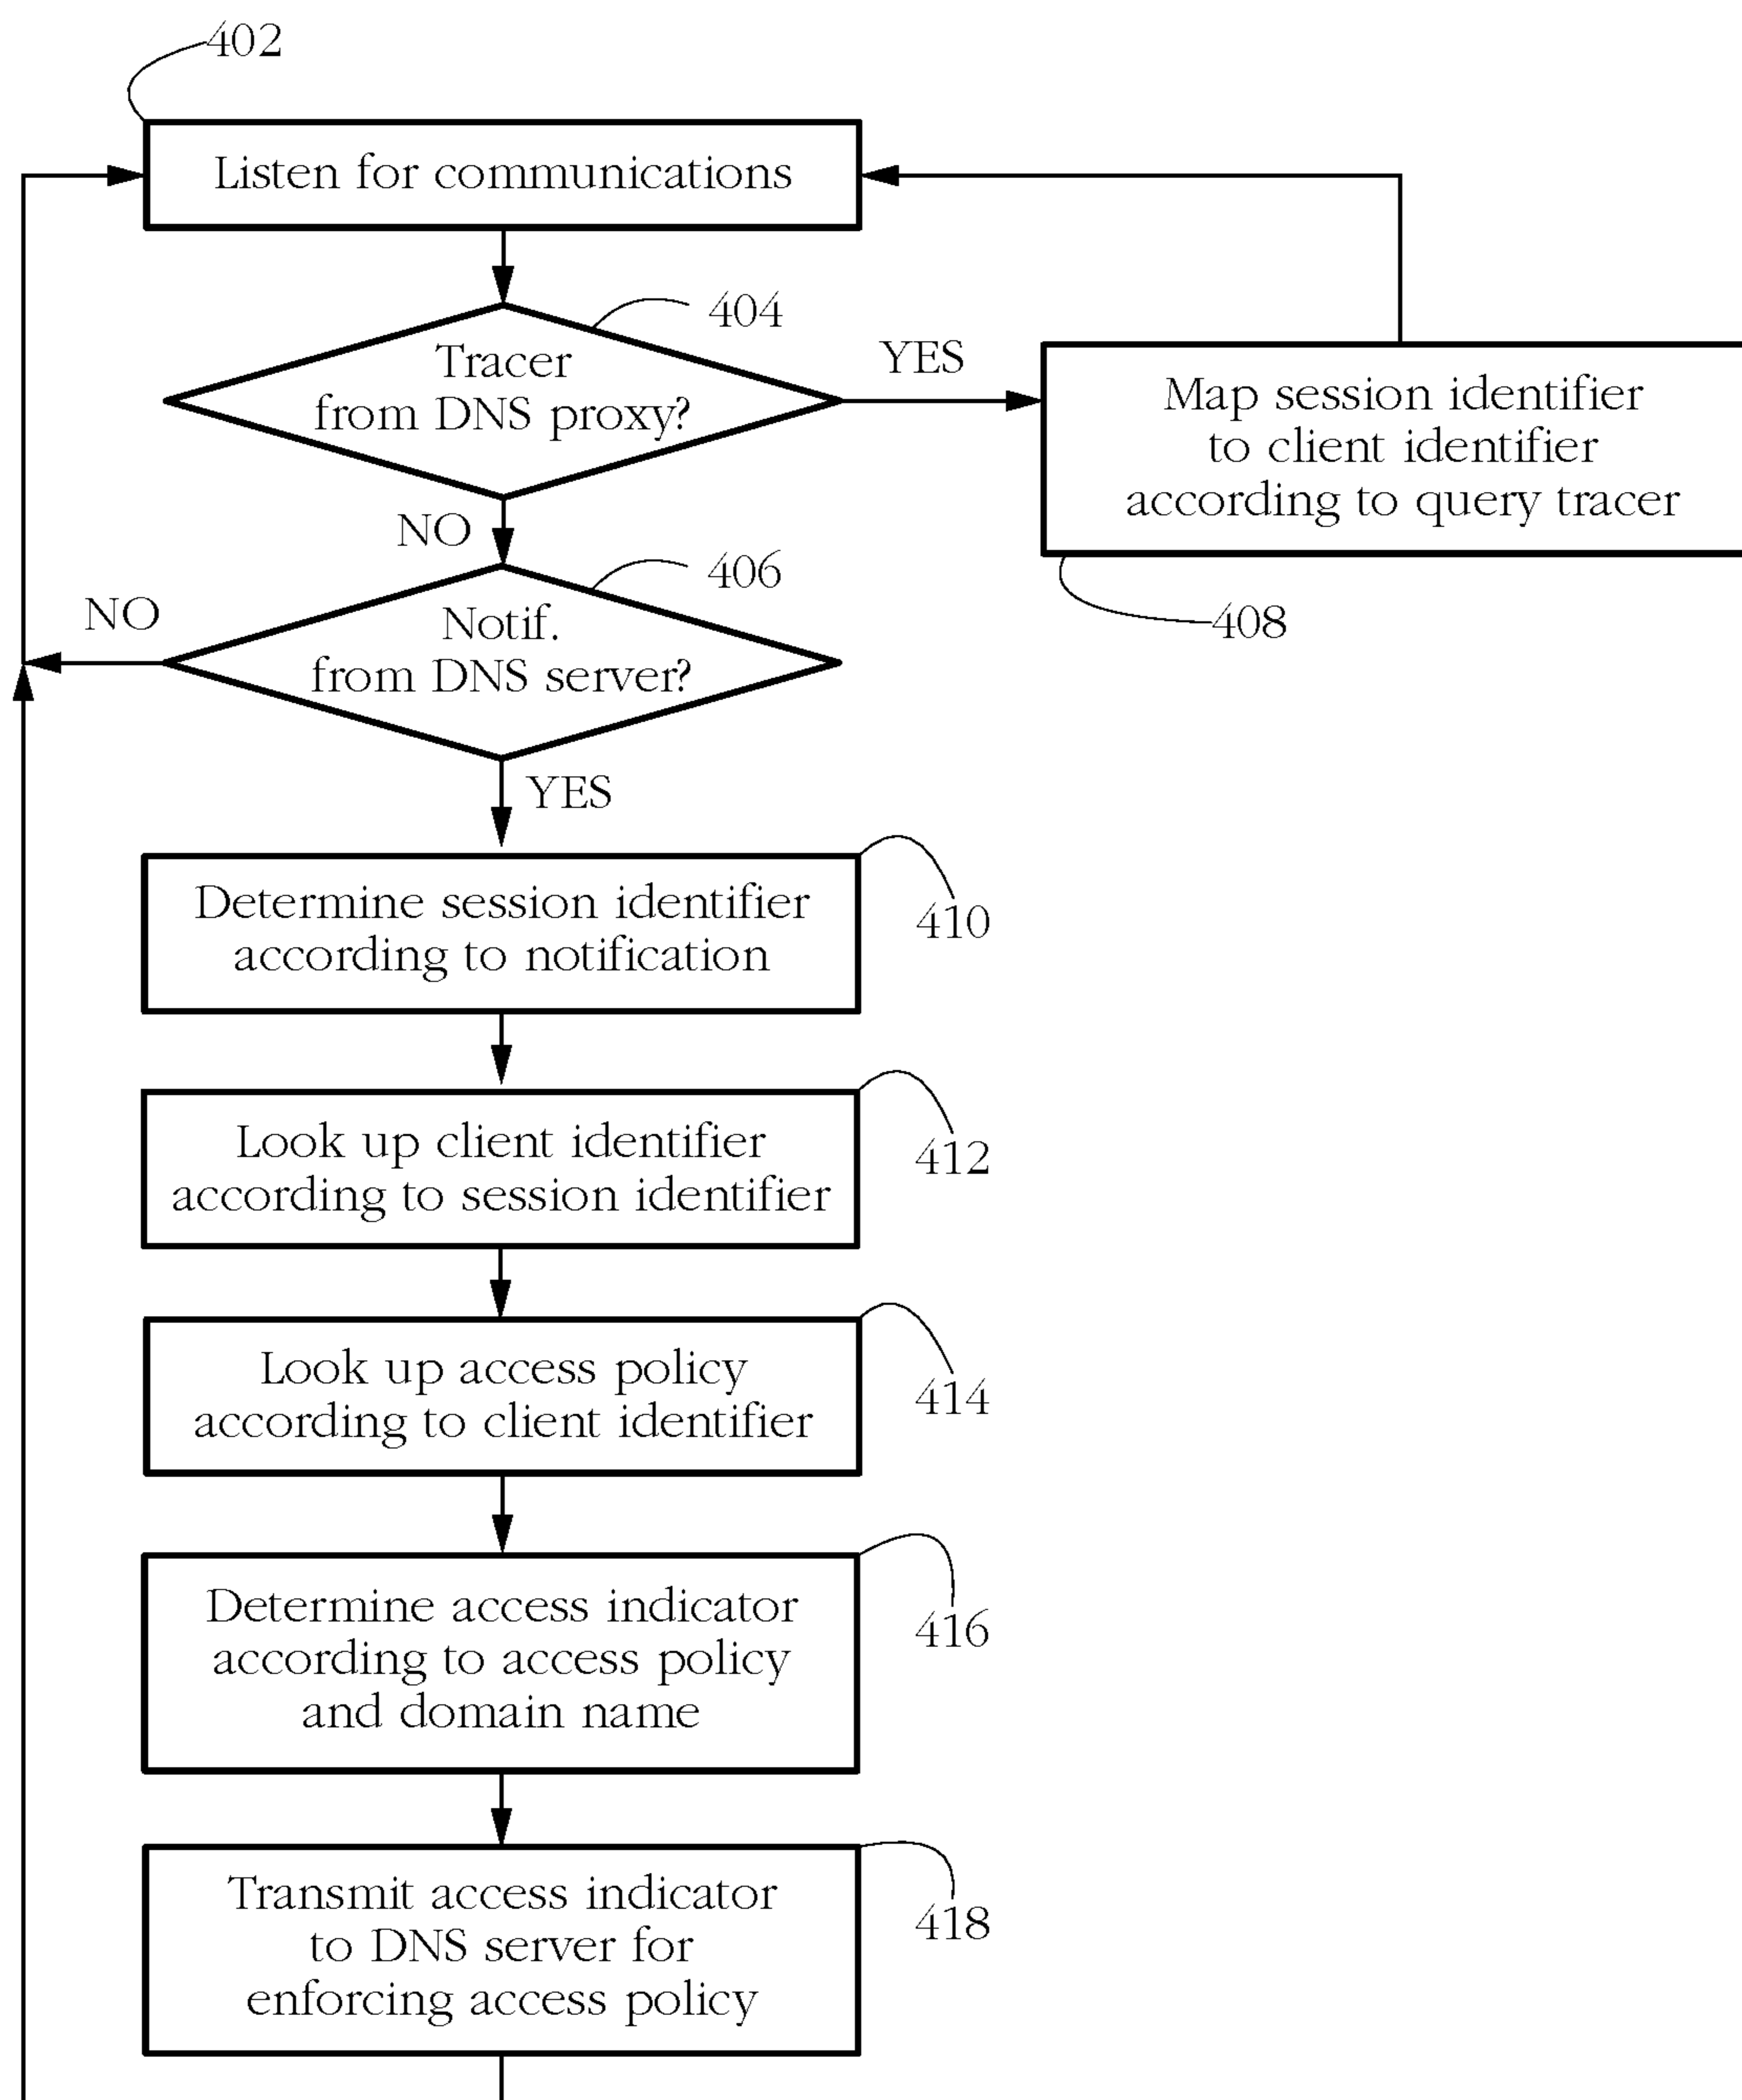 402
Listen for communications
404
Tracer
from DNS proxy?
YES
Map session identifier
to client identifier
according to query tracer
408
NO
406
Notif.
from DNS server?
NO
YES
Determine session identifier
according to notification
410
Look up client identifier
according to session identifier
412
Look up access policy
according to client identifier
414
Determine access indicator
according to access policy
and domain name
416
Transmit access indicator
to DNS server for
enforcing access policy
418